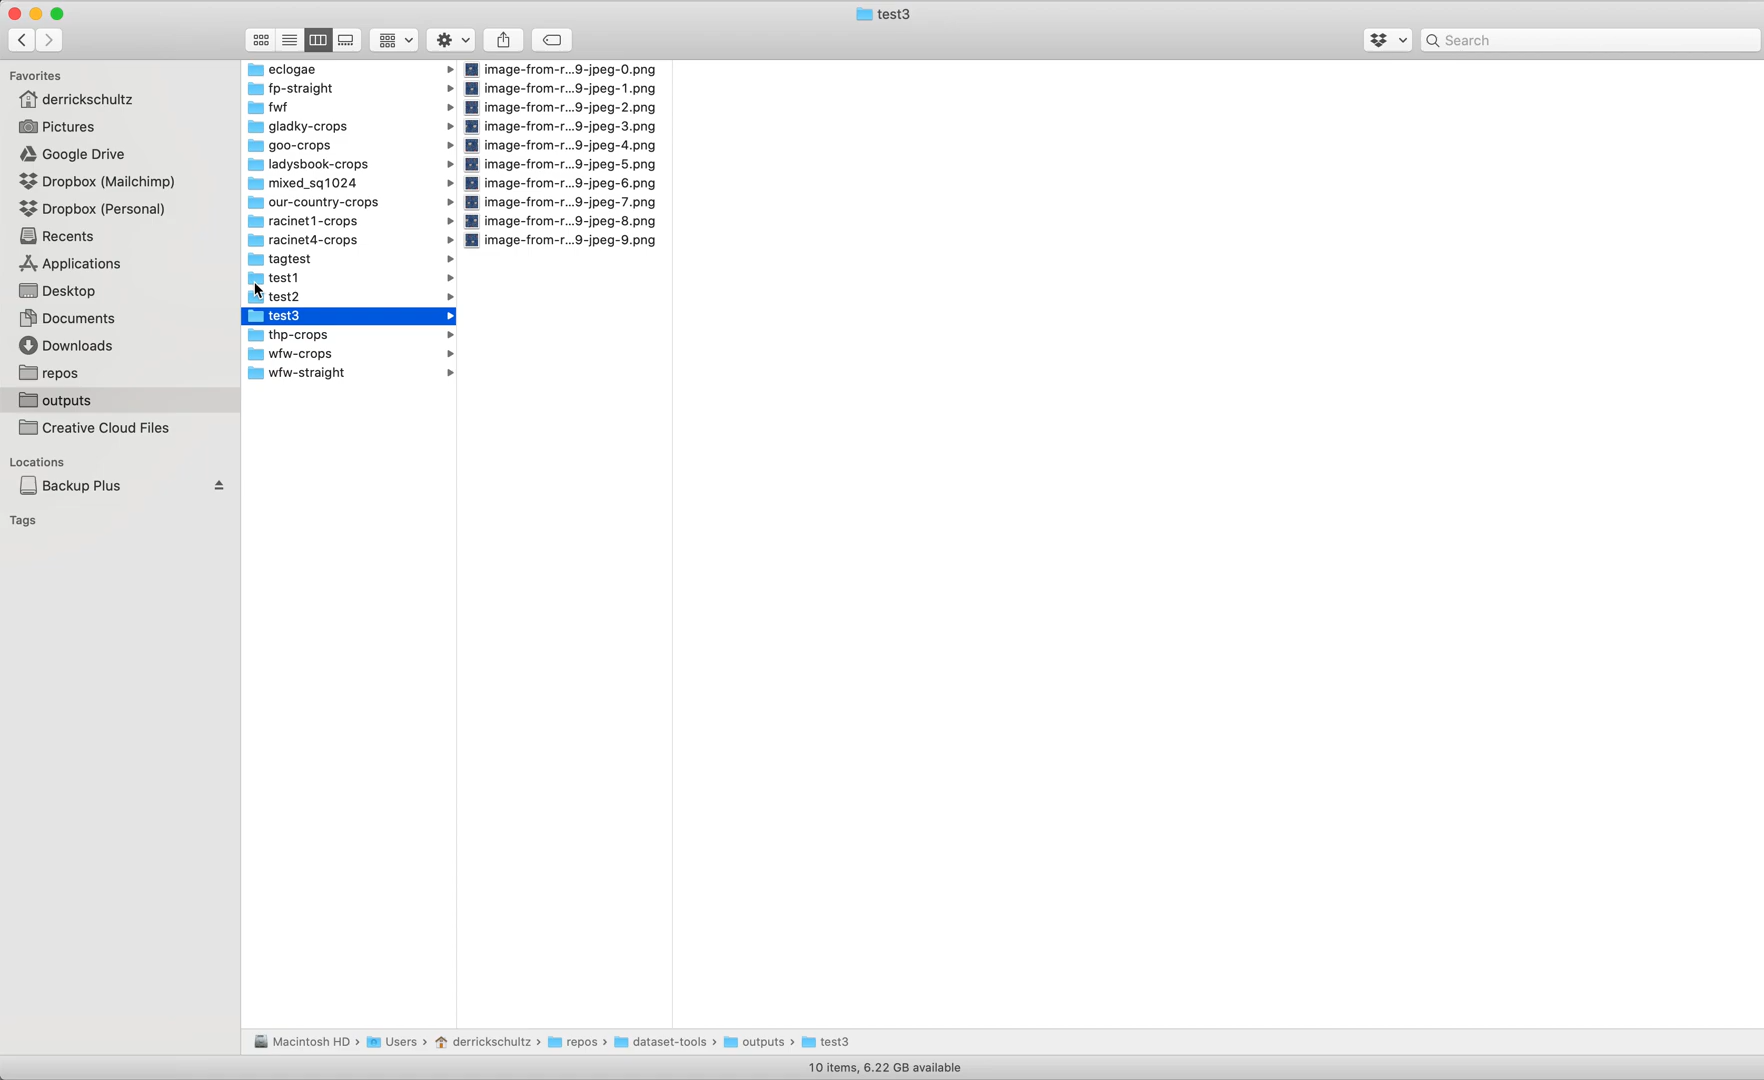 test3
Search
Favorites
derrickschultz
Pictures
Google Drive
Dropbox (Mailchimp)
Dropbox (Personal)
Recents
Applications
Desktop
Documents
Downloads
repos
outputs
Creative Cloud Files
Locations
Backup Plus
Tags
eclogae
fp-straight
fwf
gladky-crops
goo-crops
ladysbook-crops
mixed_sq1024
our-country-crops
racinet1-crops
racinet4-crops
tagtest
test1
test2
test3
thp-crops
wfw-crops
wfw-straight
image-from-r...9-jpeg-0.png
image-from-r...9-jpeg-1.png
image-from-r...9-jpeg-2.png
image-from-r...9-jpeg-3.png
image-from-r...9-jpeg-4.png
image-from-r...9-jpeg-5.png
image-from-r...9-jpeg-6.png
image-from-r...9-jpeg-7.png
image-from-r...9-jpeg-8.png
image-from-r...9-jpeg-9.png
Macintosh HD › Users › derrickschultz › repos › dataset-tools › outputs › test3
10 items, 6.22 GB available